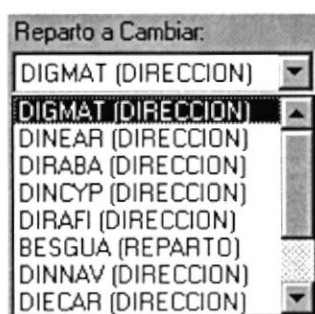 Reparto a Cambiar:
DIGMAT (DIRECCION)
DIGMAT (DIRECCION)
DINEAR (DIRECCION)
DIRABA (DIRECCION)
DINCYP (DIRECCION)
DIRAFI (DIRECCION)
BESGUA (REPARTO)
DINNAV (DIRECCION)
DIECAR (DIRECCION)